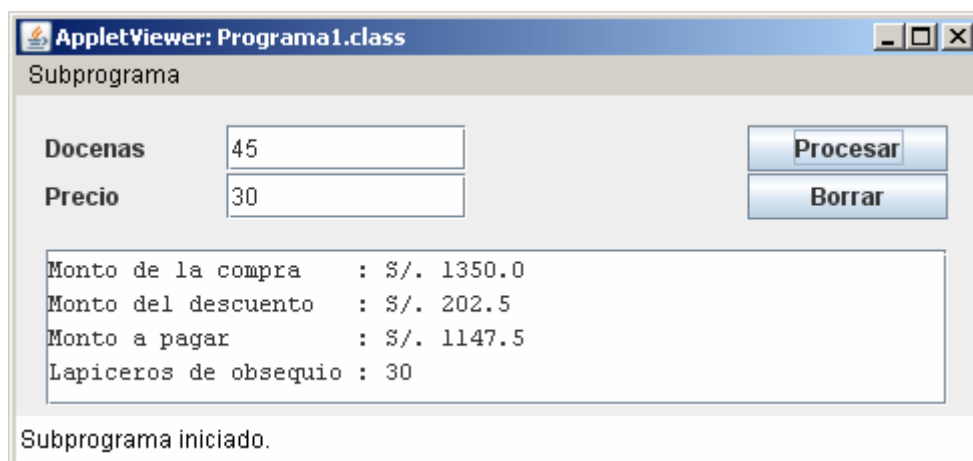 AppletViewer: Programa1.class
Subprograma
Docenas 45 Procesar
Precio 30 Borrar
Monto de la compra : S/. 1350.0
Monto del descuento : S/. 202.5
Monto a pagar : S/. 1147.5
Lapiceros de obsequio : 30
Subprograma iniciado.